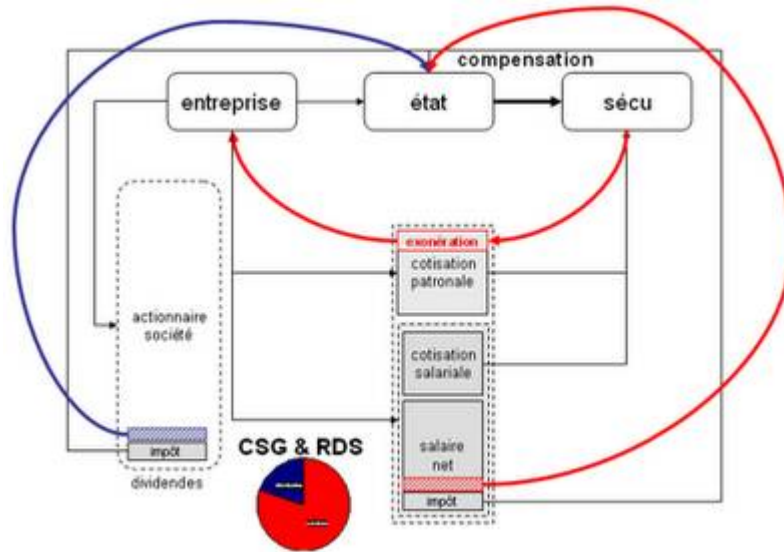 compensation
entreprise
état
sécu
exonération
cotisation
patronale
actionnaire
société
cotisation
salariale
CSG & RDS
salaire
net
impôt
impôt
dividendes